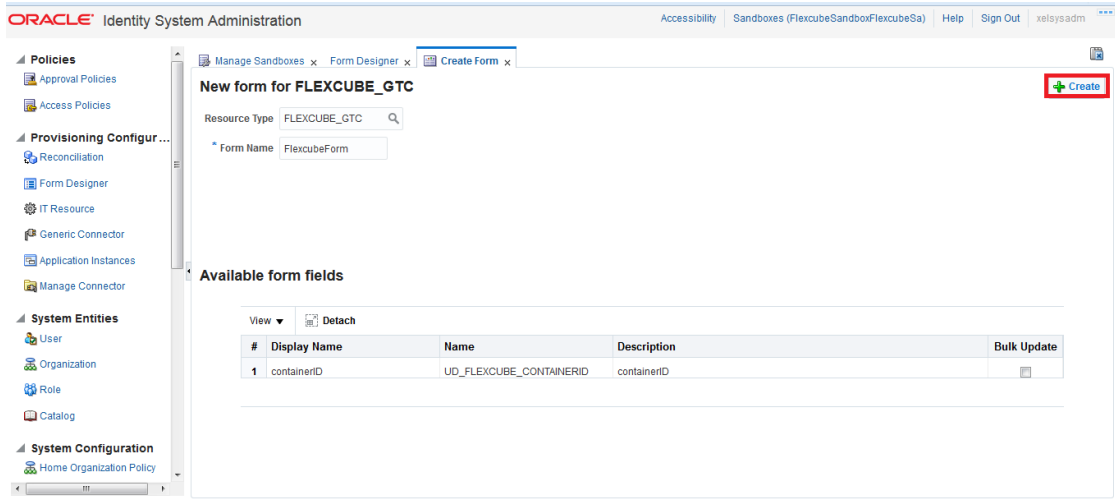 ORACLE® Identity System Administration
Accessibility Sandboxes (FlexcubeSandboxFlexcubeSa) Help Sign Out xelsysadm
Policies
Approval Policies
Access Policies
Provisioning Configur...
Reconciliation
Form Designer
IT Resource
Generic Connector
Application Instances
Manage Connector
System Entities
User
Organization
Role
Catalog
System Configuration
Home Organization Policy
Manage Sandboxes x Form Designer x Create Form x
New form for FLEXCUBE_GTC
Create
Resource Type FLEXCUBE_GTC
* Form Name FlexcubeForm
Available form fields
View Detach
# Display Name Name Description Bulk Update
1 containerID UD_FLEXCUBE_CONTAINERID containerID